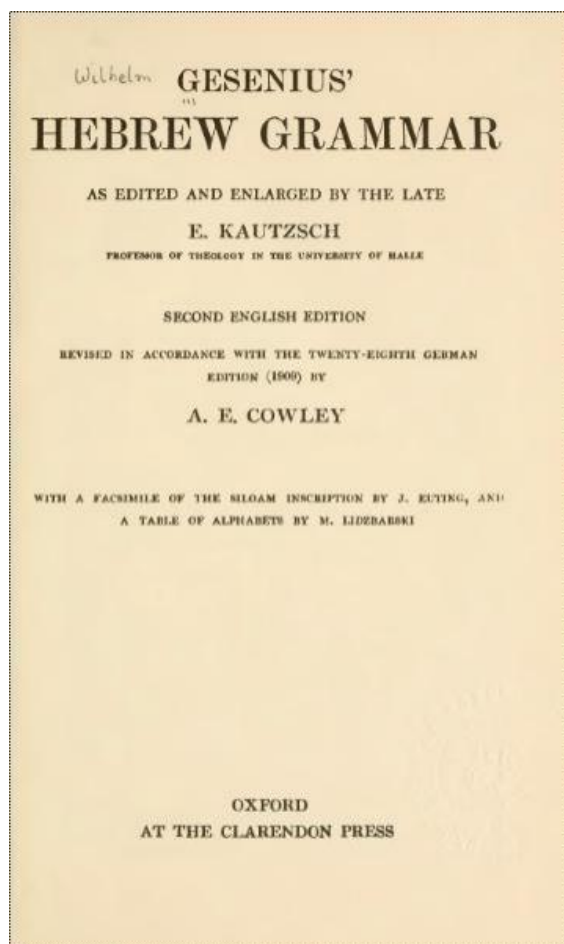 Wilhelm GESENIUS'
HEBREW GRAMMAR
AS EDITED AND ENLARGED BY THE LATE
E. KAUTZSCH
PROFESSOR OF THEOLOGY IN THE UNIVERSITY OF HALLE
SECOND ENGLISH EDITION
REVISED IN ACCORDANCE WITH THE TWENTY-EIGHTH GERMAN
EDITION (1909) BY
A. E. COWLEY
WITH A FACSIMILE OF THE SILOAM INSCRIPTION BY J. EUTING, AND
A TABLE OF ALPHABETS BY M. LIDZBARSKI
OXFORD
AT THE CLARENDON PRESS